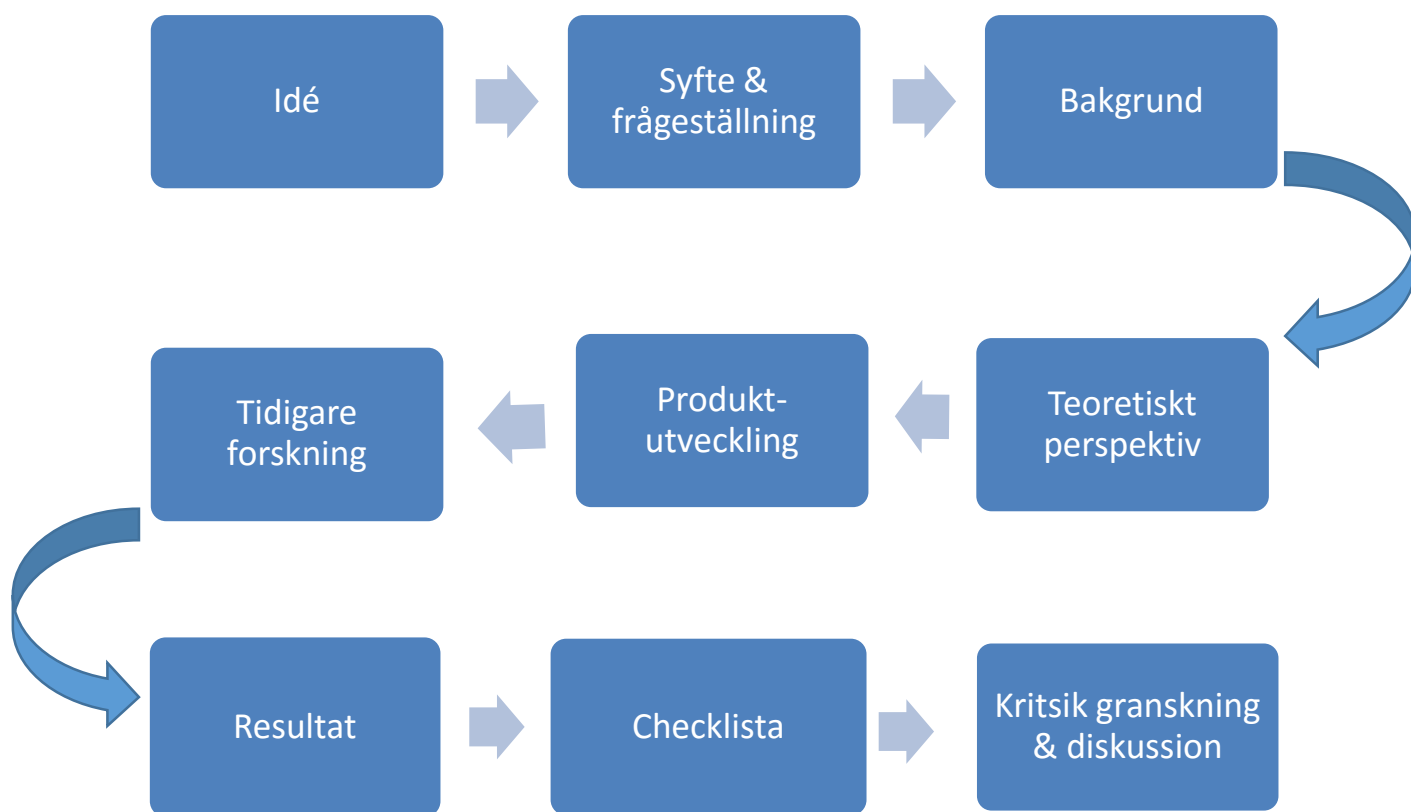 Idé
Syfte &
frågeställning
Bakgrund
Teoretiskt
perspektiv
Produkt-
utveckling
Tidigare
forskning
Resultat
Checklista
Kritsik granskning
& diskussion